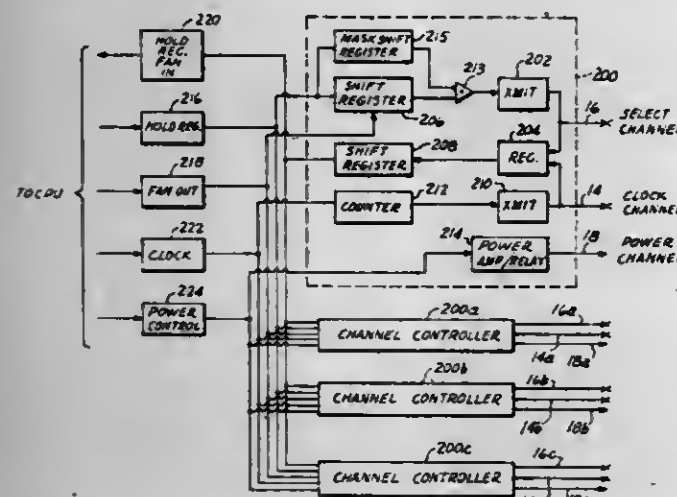 220
HOLD
REG.
FAN
IN
MASK SHIFT
REGISTER
215
202
213
XMIT
200
16
SELECT
CHANNEL
216
HOLD REG.
SHIFT
REGISTER
206
204
REG.
SHIFT
REGISTER
208
218
FAN OUT
TO CPU
COUNTER
212
210
XMIT
14
CLOCK
CHANNEL
222
CLOCK
214
POWER
AMP/RELAY
18
POWER
CHANNEL
224
POWER
CONTROL
200a
CHANNEL CONTROLLER
16a
14a
18a
200b
CHANNEL CONTROLLER
16b
14b
18b
200c
CHANNEL CONTROLLER
16c